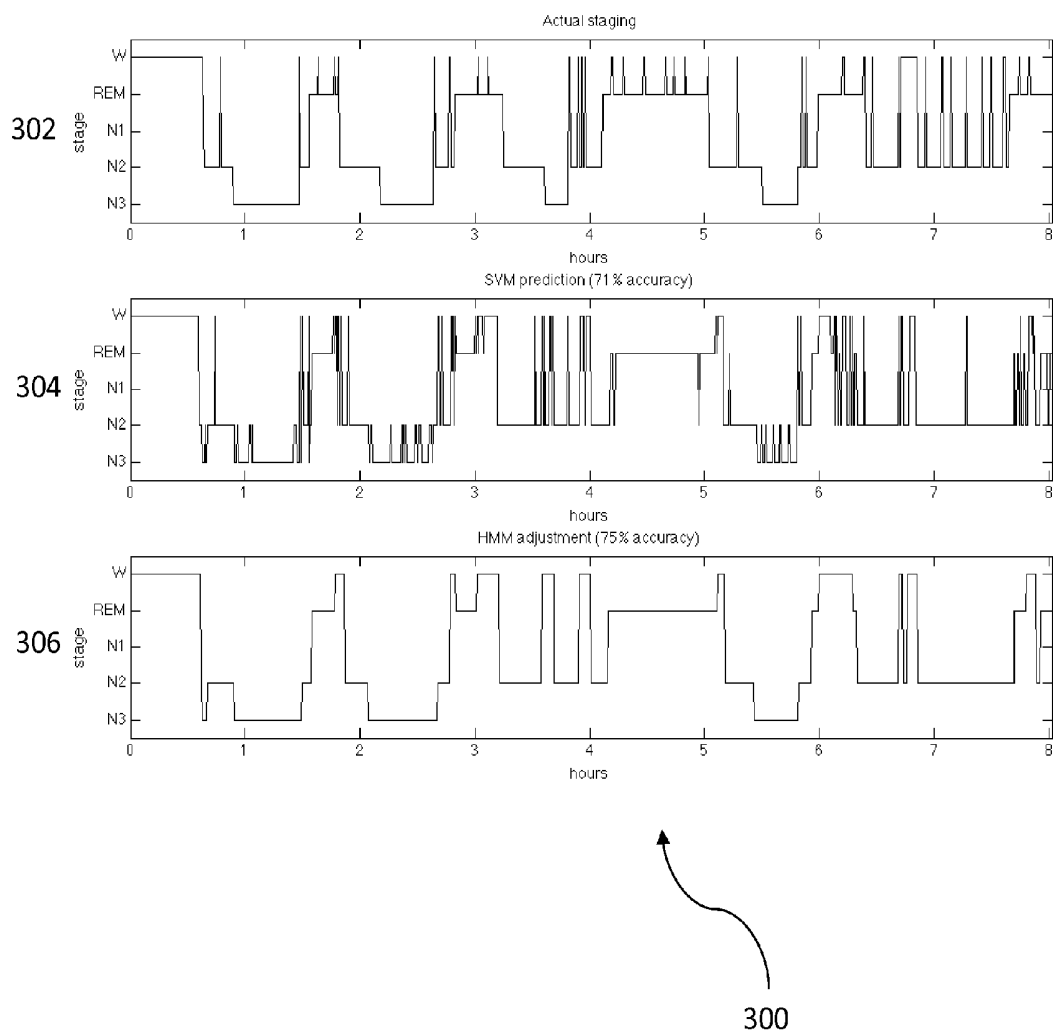 Actual staging
302
stage
W
REM
N1
N2
N3
0 1 2 3 4 5 6 7 8
hours
SVM prediction (71% accuracy)
304
stage
W
REM
N1
N2
N3
0 1 2 3 4 5 6 7 8
hours
HMM adjustment (75% accuracy)
306
stage
W
REM
N1
N2
N3
0 1 2 3 4 5 6 7 8
hours
300